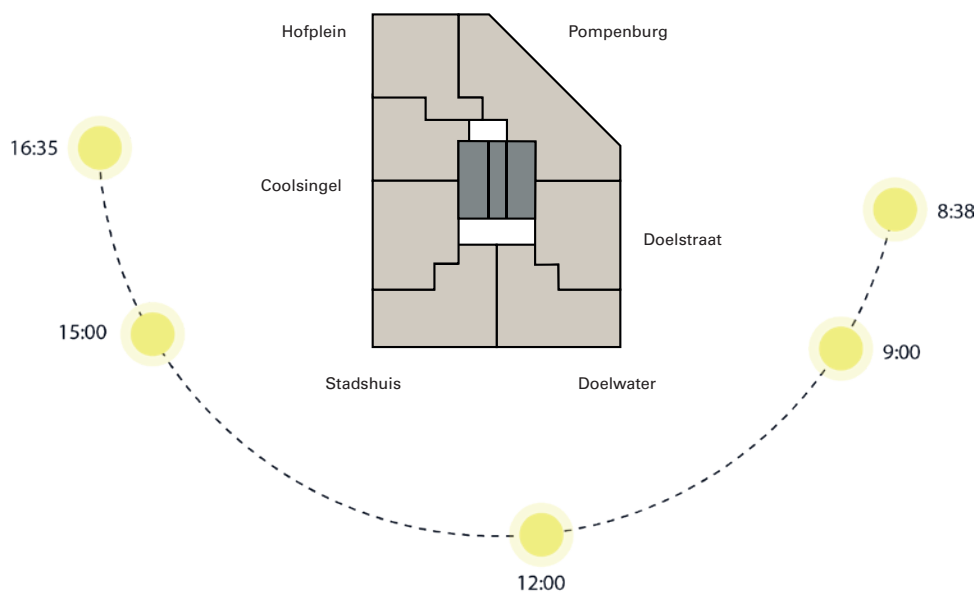 Hofplein
Pompenburg
16:35
Coolsingel
8:38
Doelstraat
15:00
9:00
Stadshuis
Doelwater
12:00